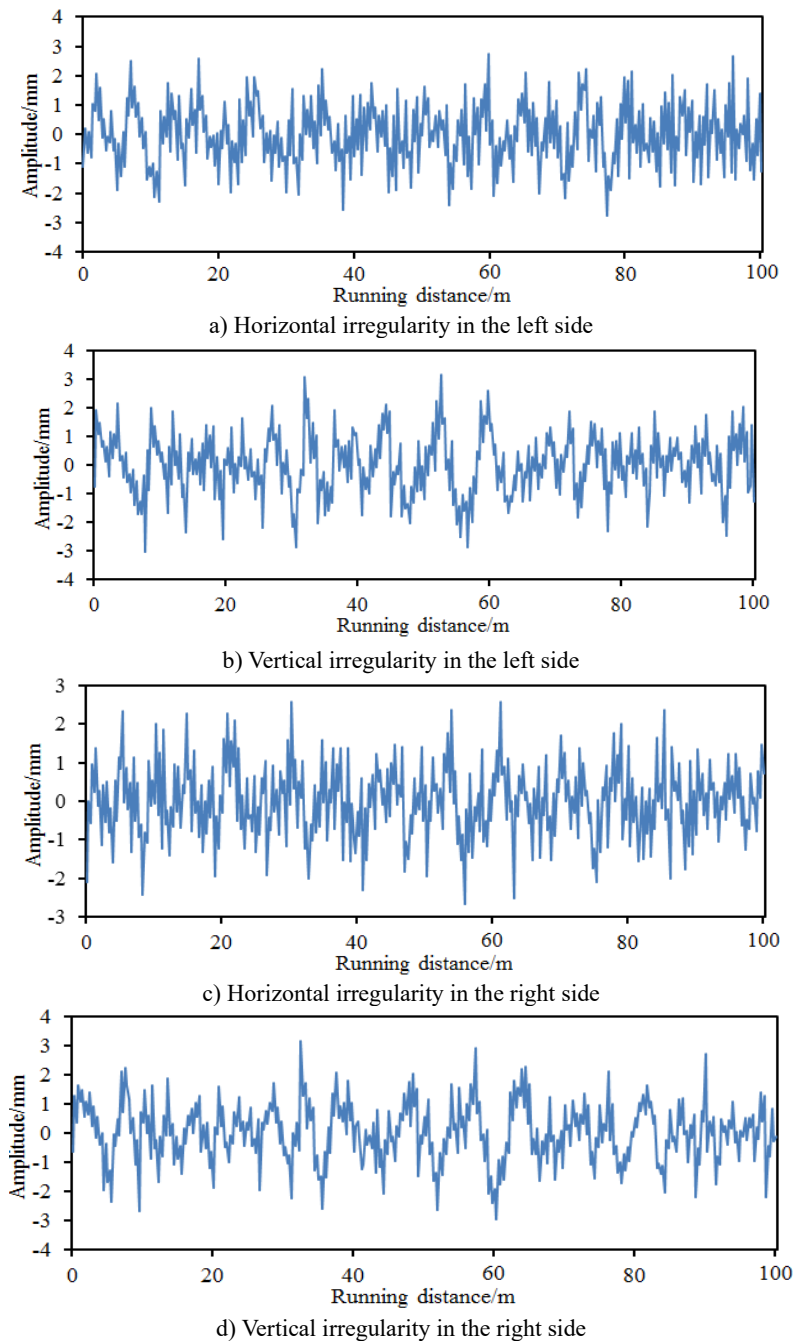 4
3
2
1
0
-1
-2
-3
-4
Amplitude/mm
0 20 40 60 80 100
Running distance/m
a) Horizontal irregularity in the left side
4
3
2
1
0
-1
-2
-3
-4
Amplitude/mm
0 20 40 60 80 100
Running distance/m
b) Vertical irregularity in the left side
3
2
1
0
-1
-2
-3
Amplitude/mm
0 20 40 60 80 100
Running distance/m
c) Horizontal irregularity in the right side
4
3
2
1
0
-1
-2
-3
-4
Amplitude/mm
0 20 40 60 80 100
Running distance/m
d) Vertical irregularity in the right side